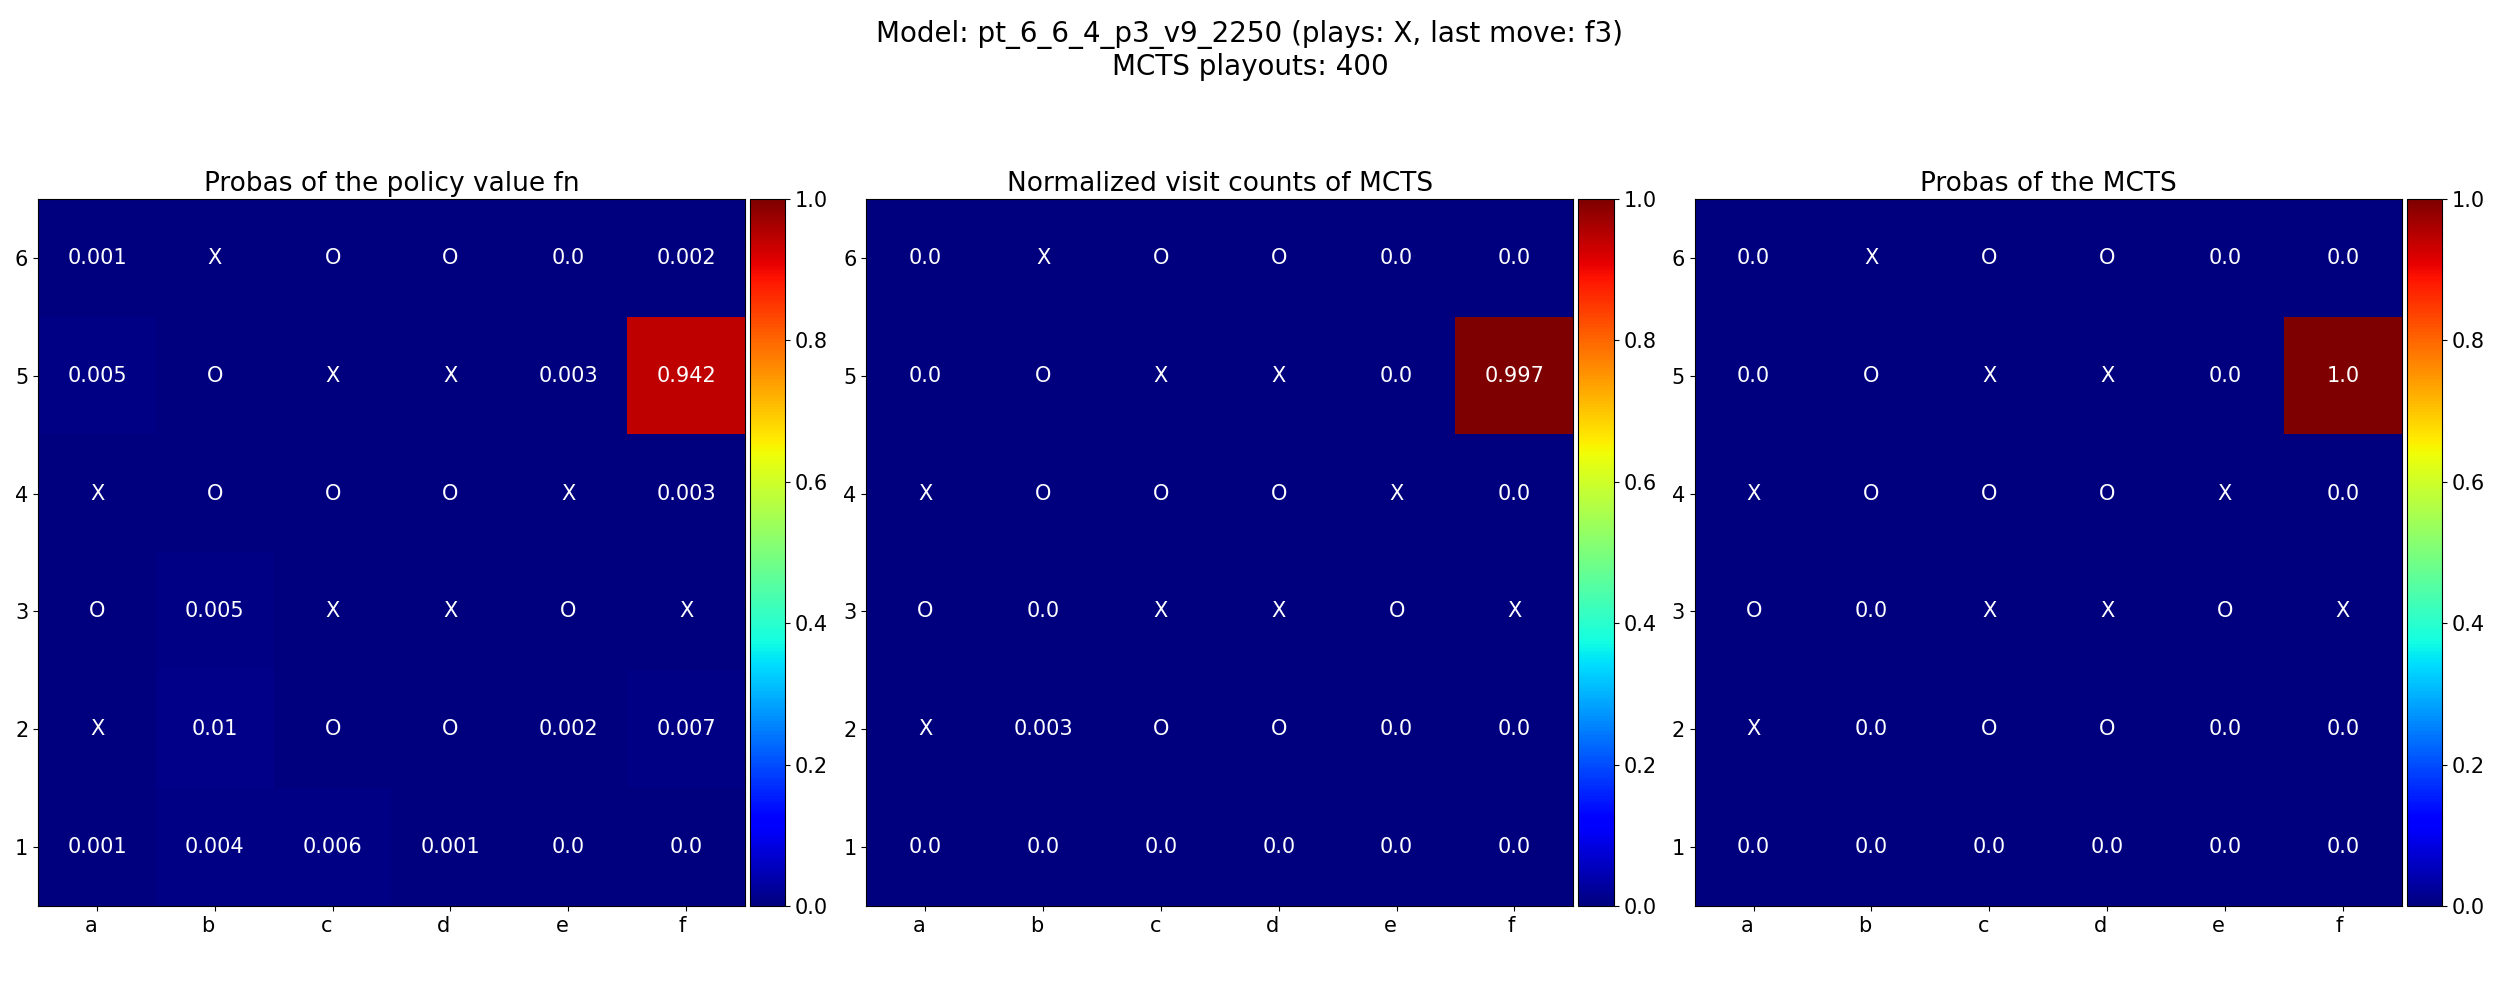 Model: pt_6_6_4_p3_v9_2250 (plays: X, last move: f3)
MCTS playouts: 400
Probas of the policy value fn
6 0.001 X O O 0.0 0.002
5 0.005 O X X 0.003 0.942
4 X O O O X 0.003
3 O 0.005 X X O X
2 X 0.01 O O 0.002 0.007
1 0.001 0.004 0.006 0.001 0.0 0.0
a b c d e f
1.0
0.8
0.6
0.4
0.2
0.0
Normalized visit counts of MCTS
6 0.0 X O O 0.0 0.0
5 0.0 O X X 0.0 0.997
4 X O O O X 0.0
3 O 0.0 X X O X
2 X 0.003 O O 0.0 0.0
1 0.0 0.0 0.0 0.0 0.0 0.0
a b c d e f
1.0
0.8
0.6
0.4
0.2
0.0
Probas of the MCTS
6 0.0 X O O 0.0 0.0
5 0.0 O X X 0.0 1.0
4 X O O O X 0.0
3 O 0.0 X X O X
2 X 0.0 O O 0.0 0.0
1 0.0 0.0 0.0 0.0 0.0 0.0
a b c d e f
1.0
0.8
0.6
0.4
0.2
0.0